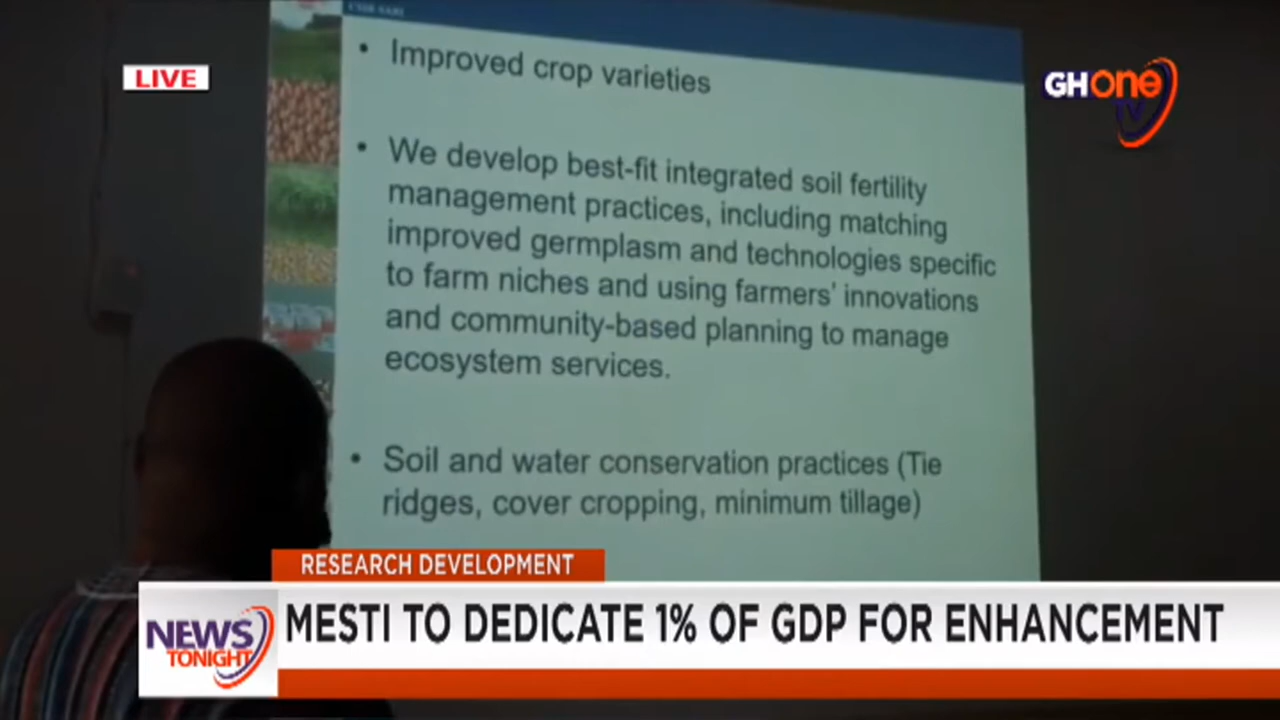 LIVE
GHONE
TV
CSIR-SARI
• Improved crop varieties
• We develop best-fit integrated soil fertility
management practices, including matching
improved germplasm and technologies specific
to farm niches and using farmers' innovations
and community-based planning to manage
ecosystem services.
• Soil and water conservation practices (Tie
ridges, cover cropping, minimum tillage)
RESEARCH DEVELOPMENT
NEWS
TONIGHT
MESTI TO DEDICATE 1% OF GDP FOR ENHANCEMENT